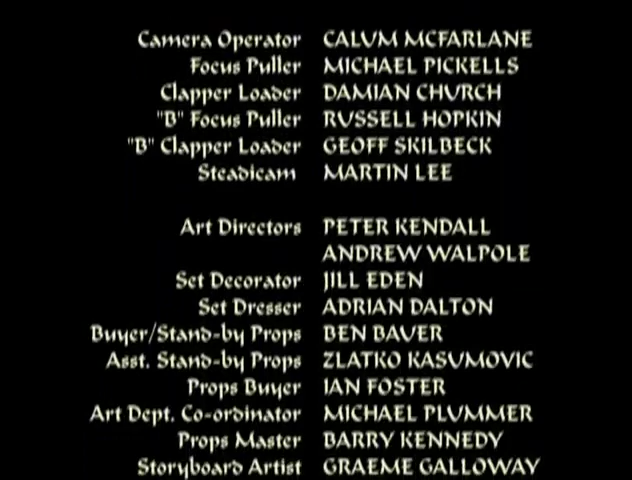 Camera Operator CALUM MCFARLANE
Focus Puller MICHAEL PICKELLS
Clapper Loader DAMIAN CHURCH
"B" Focus Puller RUSSELL HOPKIN
"B" Clapper Loader GEOFF SKILBECK
Steadicam MARTIN LEE
Art Directors PETER KENDALL
ANDREW WALPOLE
Set Decorator JILL EDEN
Set Dresser ADRIAN DALTON
Buyer/Stand-by Props BEN BAUER
Asst. Stand-by Props ZLATKO KASUMOVIC
Props Buyer IAN FOSTER
Art Dept. Co-ordinator MICHAEL PLUMMER
Props Master BARRY KENNEDY
Storyboard Artist GRAEME GALLOWAY